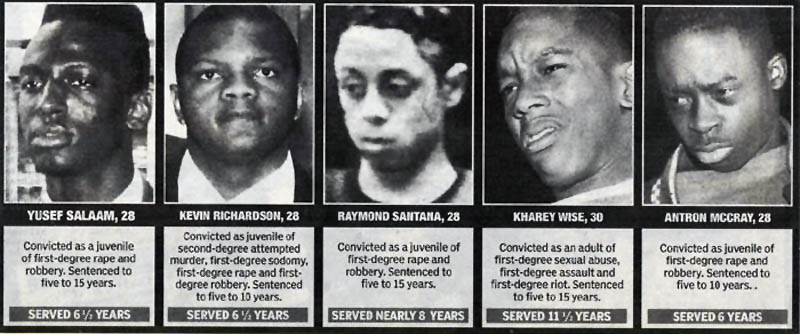 YUSEF SALAAM, 28
Convicted as a juvenile
of first-degree rape and
robbery. Sentenced to
five to 15 years.
SERVED 6 ½ YEARS
KEVIN RICHARDSON, 28
Convicted as juvenile of
second-degree attempted
murder, first-degree sodomy,
first-degree rape and first-
degree robbery. Sentenced
to five to 10 years.
SERVED 6 ½ YEARS
RAYMOND SANTANA, 28
Convicted as a juvenile of
first-degree rape and
robbery. Sentenced to
five to 15 years.
SERVED NEARLY 8 YEARS
KHAREY WISE, 30
Convicted as an adult of
first-degree sexual abuse,
first-degree assault and
first-degree riot. Sentenced
to five to 15 years.
SERVED 11 ½ YEARS
ANTRON MCCRAY, 28
Convicted as juvenile of
first-degree rape and
robbery. Sentenced to
five to 10 years. .
SERVED 6 YEARS